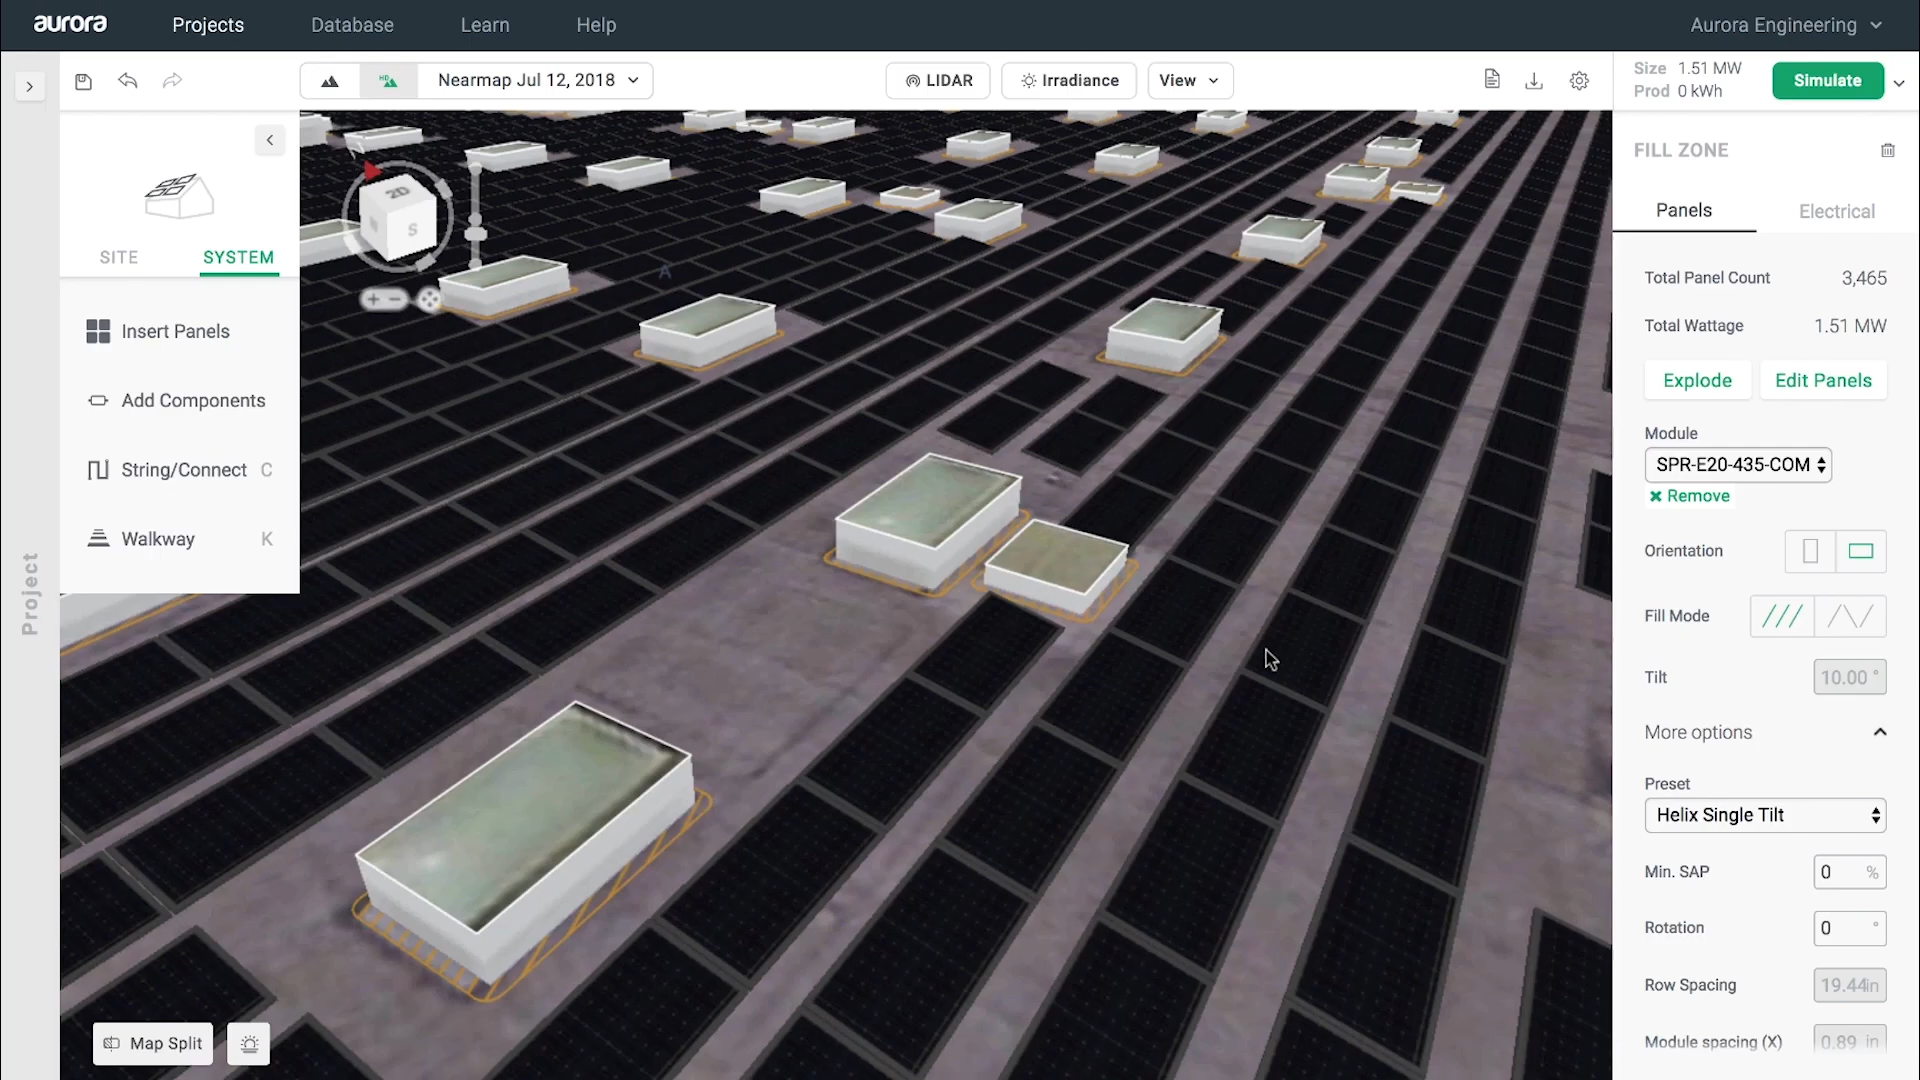 aurora
Projects
Database
Learn
Help
Aurora Engineering
HD
Nearmap Jul 12, 2018
LIDAR
Irradiance
View
Size 1.51 MW
Prod 0 kWh
Simulate
SITE
SYSTEM
Insert Panels
Add Components
String/Connect C
Walkway K
Project
2D
S
A
Map Split
FILL ZONE
Panels
Electrical
Total Panel Count 3,465
Total Wattage 1.51 MW
Explode
Edit Panels
Module
SPR-E20-435-COM
Remove
Orientation
Fill Mode
Tilt 10.00 °
More options
Preset
Helix Single Tilt
Min. SAP 0 %
Rotation 0 °
Row Spacing 19.44in
Module spacing (X) 0.89 in